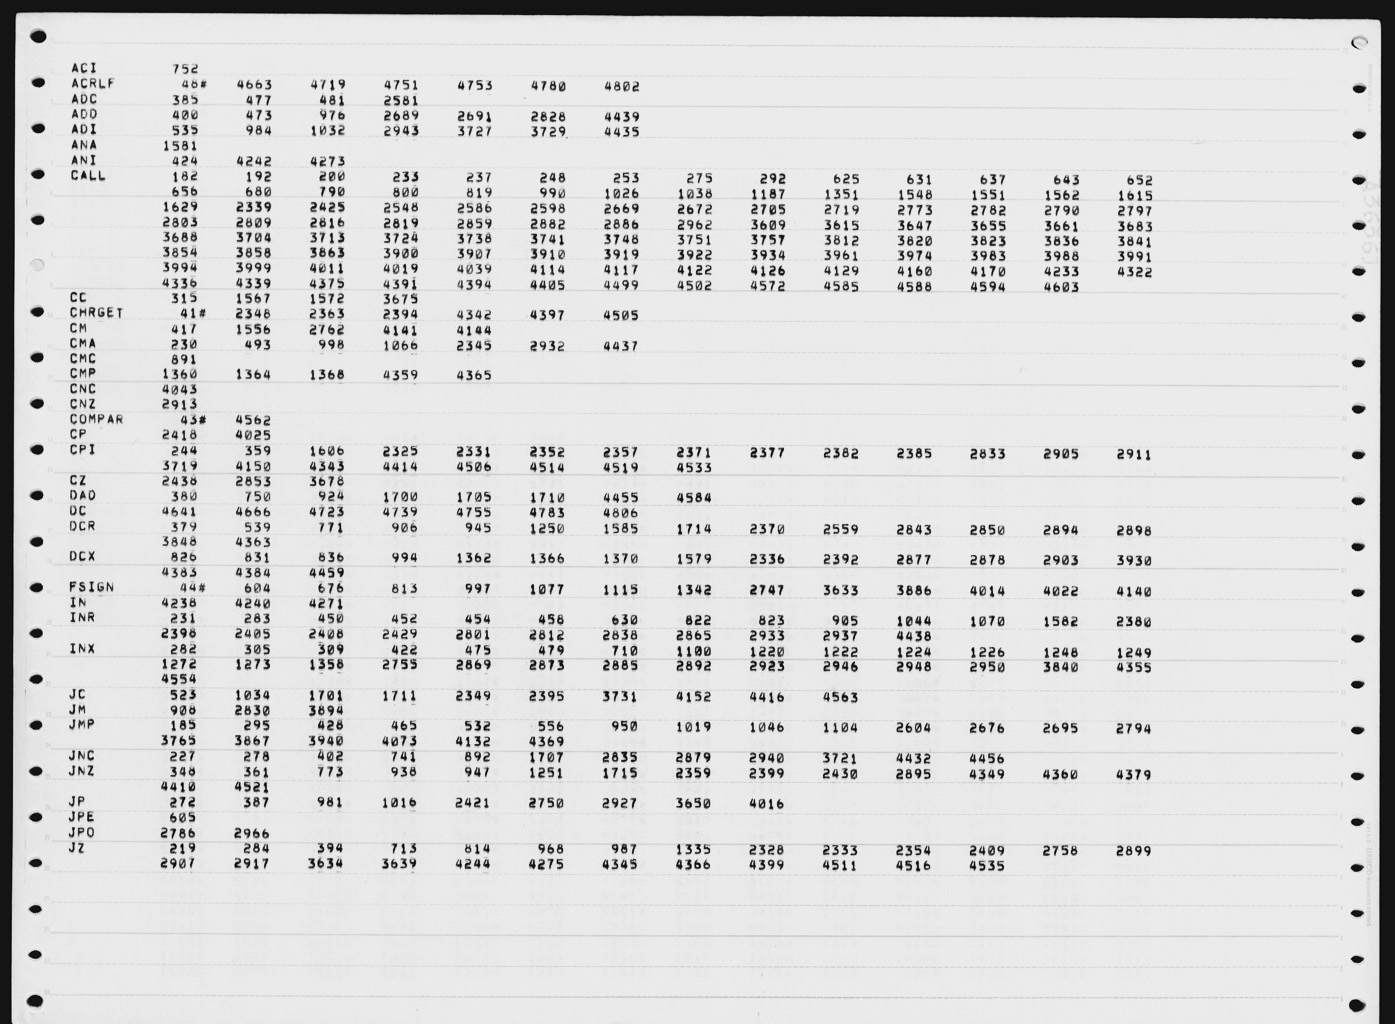 ACI 752
ACRLF 46# 4663 4719 4751 4753 4780 4802
ADC 385 477 481 2581
ADD 400 473 976 2689 2691 2828 4439
ADI 535 984 1032 2943 3727 3729 4435
ANA 1581
ANI 424 4242 4273
CALL 182 192 200 233 237 248 253 275 292 625 631 637 643 652
656 680 790 800 819 990 1026 1038 1187 1351 1548 1551 1562 1615
1629 2339 2425 2548 2586 2598 2669 2672 2705 2719 2773 2782 2790 2797
2803 2809 2816 2819 2859 2882 2886 2962 3609 3615 3647 3655 3661 3683
3688 3704 3713 3724 3738 3741 3748 3751 3757 3812 3820 3823 3836 3841
3854 3858 3863 3900 3907 3910 3919 3922 3934 3961 3974 3983 3988 3991
3994 3999 4011 4019 4039 4114 4117 4122 4126 4129 4160 4170 4233 4322
4336 4339 4375 4391 4394 4405 4499 4502 4572 4585 4588 4594 4603
CC 315 1567 1572 3675
CHRGET 41# 2348 2363 2394 4342 4397 4505
CM 417 1556 2762 4141 4144
CMA 230 493 998 1066 2345 2932 4437
CMC 891
CMP 1360 1364 1368 4359 4365
CNC 4043
CNZ 2913
COMPAR 43# 4562
CP 2418 4025
CPI 244 359 1606 2325 2331 2352 2357 2371 2377 2382 2385 2833 2905 2911
3719 4150 4343 4414 4506 4514 4519 4533
CZ 2438 2853 3678
DAD 380 750 924 1700 1705 1710 4455 4584
DC 4641 4666 4723 4739 4755 4783 4806
DCR 379 539 771 906 945 1250 1585 1714 2370 2559 2843 2850 2894 2898
3848 4363
DCX 826 831 836 994 1362 1366 1370 1579 2336 2392 2877 2878 2903 3930
4383 4384 4459
FSIGN 44# 604 676 813 997 1077 1115 1342 2747 3633 3886 4014 4022 4140
IN 4238 4240 4271
INR 231 283 450 452 454 458 630 822 823 905 1044 1070 1582 2380
2398 2405 2408 2429 2801 2812 2838 2865 2933 2937 4438
INX 282 305 309 422 475 479 710 1100 1220 1222 1224 1226 1248 1249
1272 1273 1358 2755 2869 2873 2885 2892 2923 2946 2948 2950 3840 4355
4554
JC 523 1034 1701 1711 2349 2395 3731 4152 4416 4563
JM 908 2830 3894
JMP 185 295 428 465 532 556 950 1019 1046 1104 2604 2676 2695 2794
3765 3867 3940 4073 4132 4369
JNC 227 278 402 741 892 1707 2835 2879 2940 3721 4432 4456
JNZ 348 361 773 938 947 1251 1715 2359 2399 2430 2895 4349 4360 4379
4410 4521
JP 272 387 981 1016 2421 2750 2927 3650 4016
JPE 605
JPO 2786 2966
JZ 219 284 394 713 814 968 987 1335 2328 2333 2354 2409 2758 2899
2907 2917 3634 3639 4244 4275 4345 4366 4399 4511 4516 4535